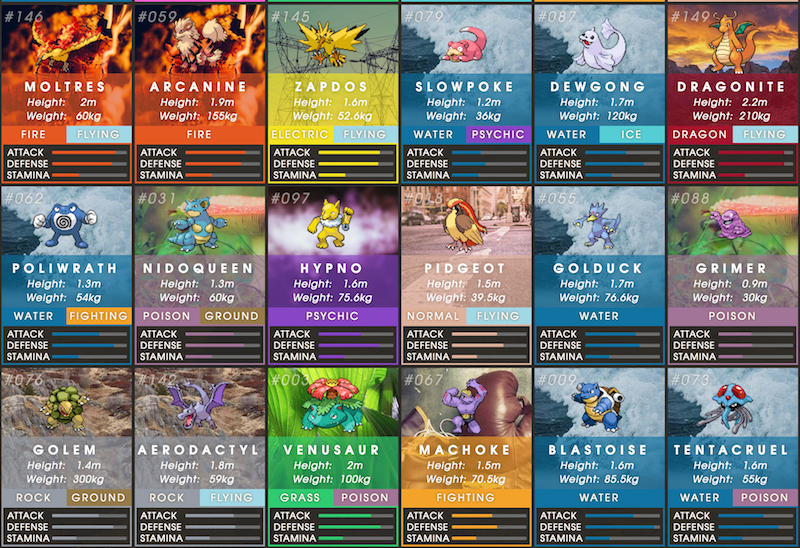 #146
MOLTRES
Height: 2m
Weight: 60kg
FIRE FLYING
ATTACK
DEFENSE
STAMINA
#059
ARCANINE
Height: 1.9m
Weight: 155kg
FIRE
ATTACK
DEFENSE
STAMINA
#145
ZAPDOS
Height: 1.6m
Weight: 52.6kg
ELECTRIC FLYING
ATTACK
DEFENSE
STAMINA
#079
SLOWPOKE
Height: 1.2m
Weight: 36kg
WATER PSYCHIC
ATTACK
DEFENSE
STAMINA
#087
DEWGONG
Height: 1.7m
Weight: 120kg
WATER ICE
ATTACK
DEFENSE
STAMINA
#149
DRAGONITE
Height: 2.2m
Weight: 210kg
DRAGON FLYING
ATTACK
DEFENSE
STAMINA
#062
POLIWRATH
Height: 1.3m
Weight: 54kg
WATER FIGHTING
ATTACK
DEFENSE
STAMINA
#031
NIDOQUEEN
Height: 1.3m
Weight: 60kg
POISON GROUND
ATTACK
DEFENSE
STAMINA
#097
HYPNO
Height: 1.6m
Weight: 75.6kg
PSYCHIC
ATTACK
DEFENSE
STAMINA
#018
PIDGEOT
Height: 1.5m
Weight: 39.5kg
NORMAL FLYING
ATTACK
DEFENSE
STAMINA
#055
GOLDUCK
Height: 1.7m
Weight: 76.6kg
WATER
ATTACK
DEFENSE
STAMINA
#088
GRIMER
Height: 0.9m
Weight: 30kg
POISON
ATTACK
DEFENSE
STAMINA
#076
GOLEM
Height: 1.4m
Weight: 300kg
ROCK GROUND
ATTACK
DEFENSE
STAMINA
#142
AERODACTYL
Height: 1.8m
Weight: 59kg
ROCK FLYING
ATTACK
DEFENSE
STAMINA
#003
VENUSAUR
Height: 2m
Weight: 100kg
GRASS POISON
ATTACK
DEFENSE
STAMINA
#067
MACHOKE
Height: 1.5m
Weight: 70.5kg
FIGHTING
ATTACK
DEFENSE
STAMINA
#009
BLASTOISE
Height: 1.6m
Weight: 85.5kg
WATER
ATTACK
DEFENSE
STAMINA
#073
TENTACRUEL
Height: 1.6m
Weight: 55kg
WATER POISON
ATTACK
DEFENSE
STAMINA